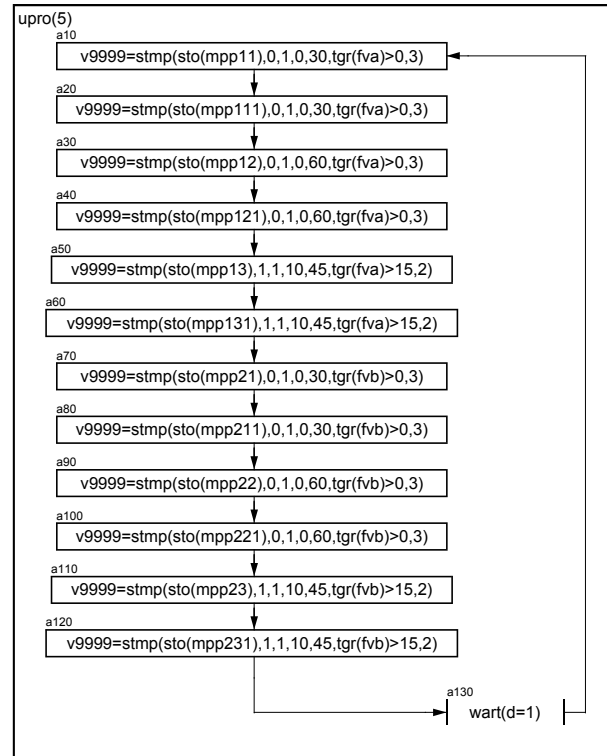 upro(5)
a10
v9999=stmp(sto(mpp11),0,1,0,30,tgr(fva)>0,3)
a20
v9999=stmp(sto(mpp111),0,1,0,30,tgr(fva)>0,3)
a30
v9999=stmp(sto(mpp12),0,1,0,60,tgr(fva)>0,3)
a40
v9999=stmp(sto(mpp121),0,1,0,60,tgr(fva)>0,3)
a50
v9999=stmp(sto(mpp13),1,1,10,45,tgr(fva)>15,2)
a60
v9999=stmp(sto(mpp131),1,1,10,45,tgr(fva)>15,2)
a70
v9999=stmp(sto(mpp21),0,1,0,30,tgr(fvb)>0,3)
a80
v9999=stmp(sto(mpp211),0,1,0,30,tgr(fvb)>0,3)
a90
v9999=stmp(sto(mpp22),0,1,0,60,tgr(fvb)>0,3)
a100
v9999=stmp(sto(mpp221),0,1,0,60,tgr(fvb)>0,3)
a110
v9999=stmp(sto(mpp23),1,1,10,45,tgr(fvb)>15,2)
a120
v9999=stmp(sto(mpp231),1,1,10,45,tgr(fvb)>15,2)
a130
wart(d=1)